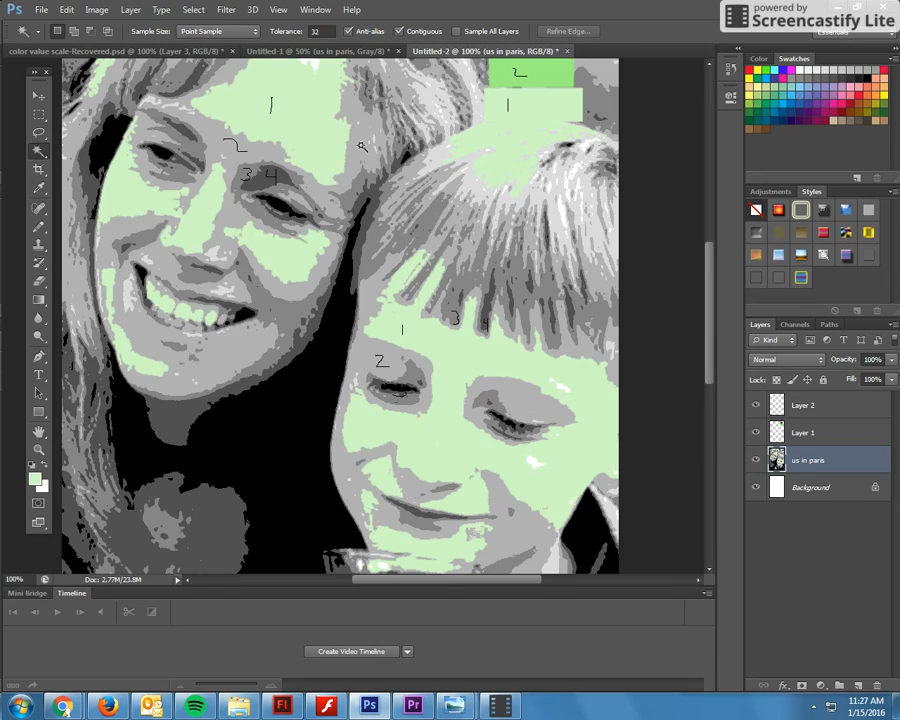 Ps File Edit Image Layer Type Select Filter 3D View Window Help
powered by
Screencastify Lite
Sample Size: Point Sample Tolerance: 32 Anti-alias Contiguous Sample All Layers Refine Edge...
Essentials
color value scale-Recovered.psd @ 100% (Layer 3, RGB/8) * × Untitled-1 @ 50% (us in paris, Gray/8) * × Untitled-2 @ 100% (us in paris, RGB/8) * ×
Color Swatches
2
1
1
2
3 4
1
3 4
2
Adjustments Styles
Layers Channels Paths
Kind
Normal Opacity: 100%
Lock: Fill: 100%
Layer 2
Layer 1
us in paris
Background
100% Doc: 2.77M/23.8M
Mini Bridge Timeline
Create Video Timeline
Fl Ps Pr
11:27 AM
1/15/2016